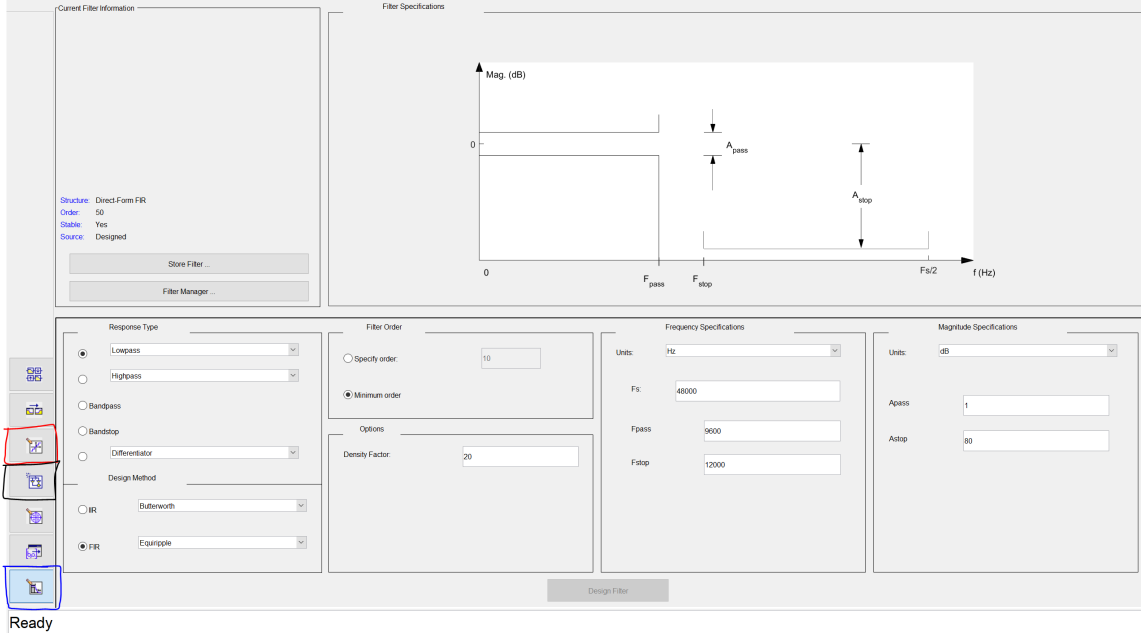 Current Filter Information
Structure: Direct-Form FIR
Order: 50
Stable: Yes
Source: Designed
Store Filter ...
Filter Manager ...
Filter Specifications
Mag. (dB)
0
A pass
A stop
0
F pass
F stop
Fs/2
f (Hz)
Response Type
Lowpass
Highpass
Bandpass
Bandstop
Differentiator
Design Method
IIR
Butterworth
FIR
Equiripple
Filter Order
Specify order:
10
Minimum order
Options
Density Factor:
20
Frequency Specifications
Units:
Hz
Fs:
48000
Fpass
9600
Fstop
12000
Magnitude Specifications
Units:
dB
Apass
1
Astop
80
Design Filter
Ready